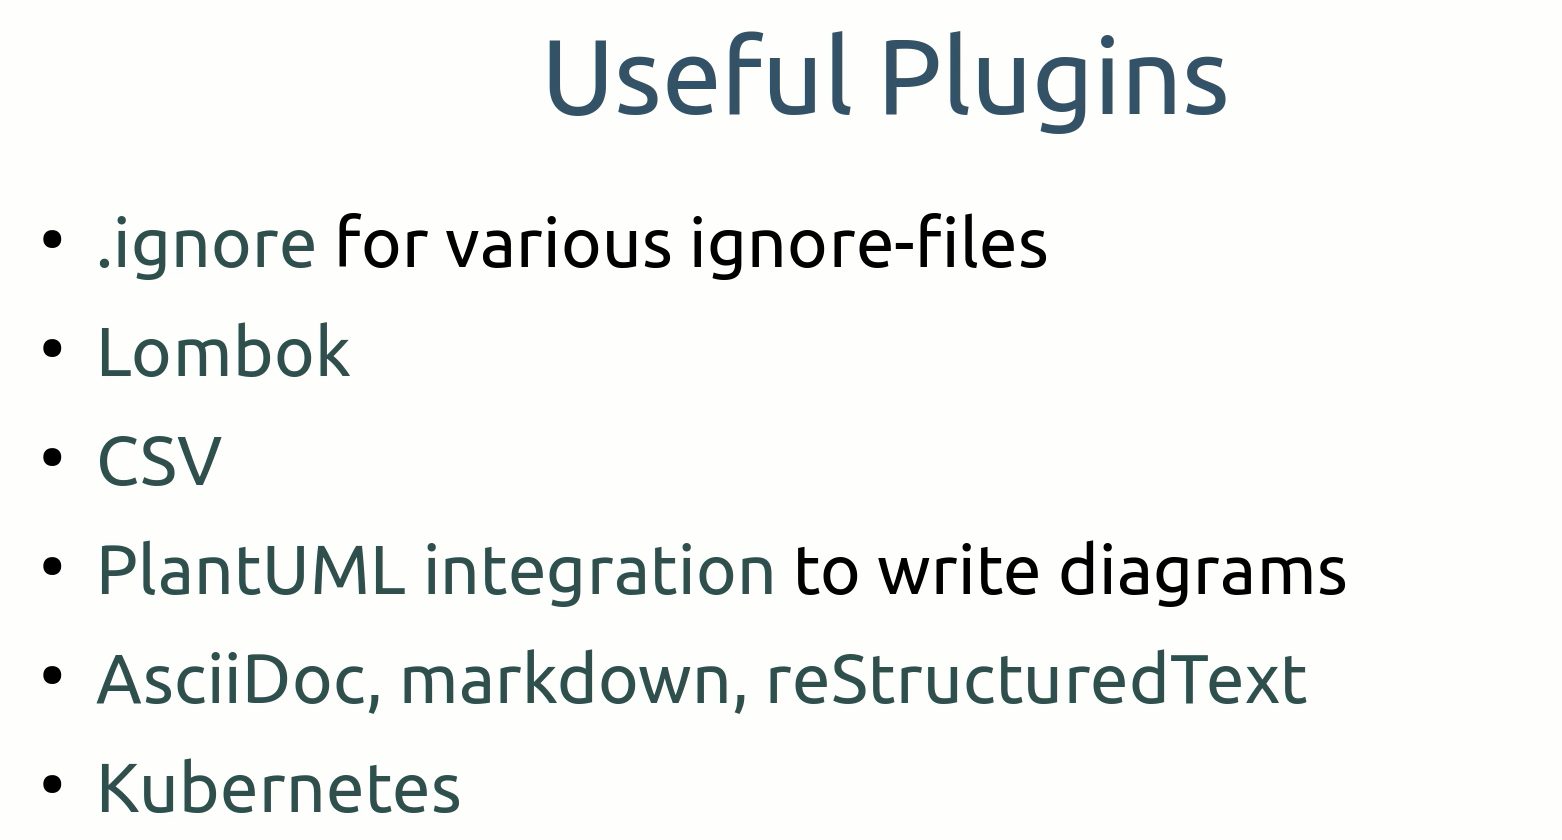 Useful Plugins
• .ignore for various ignore-files
• Lombok
• CSV
• PlantUML integration to write diagrams
• AsciiDoc, markdown, reStructuredText
• Kubernetes